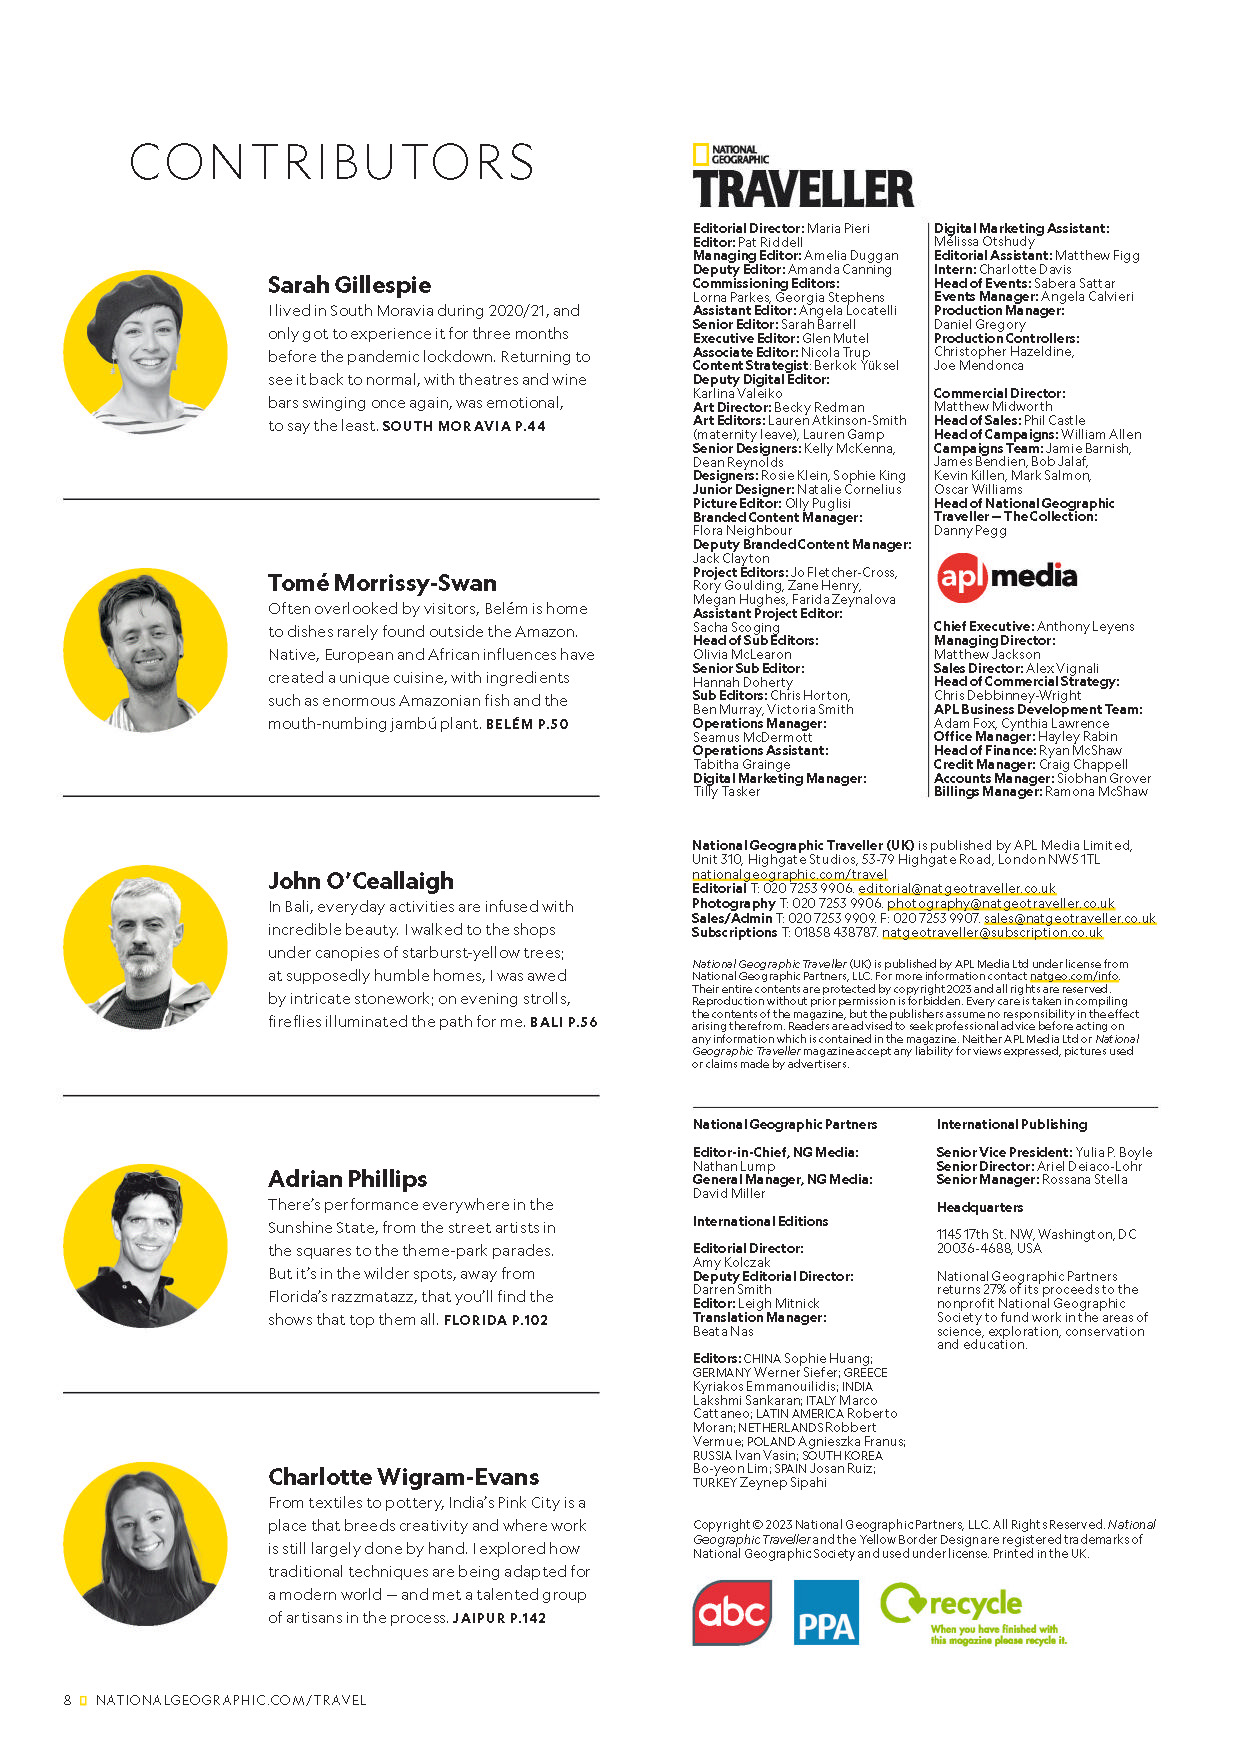 CONTRIBUTORS
Sarah Gillespie
I lived in South Moravia during 2020/21, and
only got to experience it for three months
before the pandemic lockdown. Returning to
see it back to normal, with theatres and wine
bars swinging once again, was emotional,
to say the least. SOUTH MORAVIA P.44
Tomé Morrissy-Swan
Often overlooked by visitors, Belém is home
to dishes rarely found outside the Amazon.
Native, European and African influences have
created a unique cuisine, with ingredients
such as enormous Amazonian fish and the
mouth-numbing jambú plant. BELÉM P.50
John O'Ceallaigh
In Bali, everyday activities are infused with
incredible beauty. I walked to the shops
under canopies of starburst-yellow trees;
at supposedly humble homes, I was awed
by intricate stonework; on evening strolls,
fireflies illuminated the path for me. BALI P.56
Adrian Phillips
There's performance everywhere in the
Sunshine State, from the street artists in
the squares to the theme-park parades.
But it's in the wilder spots, away from
Florida's razzmatazz, that you'll find the
shows that top them all. FLORIDA P.102
Charlotte Wigram-Evans
From textiles to pottery, India's Pink City is a
place that breeds creativity and where work
is still largely done by hand. I explored how
traditional techniques are being adapted for
a modern world — and met a talented group
of artisans in the process. JAIPUR P.142
NATIONAL
GEOGRAPHIC
TRAVELLER
Editorial Director: Maria Pieri
Editor: Pat Riddell
Managing Editor: Amelia Duggan
Deputy Editor: Amanda Canning
Commissioning Editors:
Lorna Parkes, Georgia Stephens
Assistant Editor: Angela Locatelli
Senior Editor: Sarah Barrell
Executive Editor: Glen Mutel
Associate Editor: Nicola Trup
Content Strategist: Berkok Yüksel
Deputy Digital Editor:
Karlina Valeiko
Art Director: Becky Redman
Art Editors: Lauren Atkinson-Smith
(maternity leave), Lauren Gamp
Senior Designers: Kelly McKenna,
Dean Reynolds
Designers: Rosie Klein, Sophie King
Junior Designer: Natalie Cornelius
Picture Editor: Olly Puglisi
Branded Content Manager:
Flora Neighbour
Deputy Branded Content Manager:
Jack Clayton
Project Editors: Jo Fletcher-Cross,
Rory Goulding, Zane Henry,
Megan Hughes, Farida Zeynalova
Assistant Project Editor:
Sacha Scoging
Head of Sub Editors:
Olivia McLearon
Senior Sub Editor:
Hannah Doherty
Sub Editors: Chris Horton,
Ben Murray, Victoria Smith
Operations Manager:
Seamus McDermott
Operations Assistant:
Tabitha Grainge
Digital Marketing Manager:
Tilly Tasker
Digital Marketing Assistant:
Mélissa Otshudy
Editorial Assistant: Matthew Figg
Intern: Charlotte Davis
Head of Events: Sabera Sattar
Events Manager: Angela Calvieri
Production Manager:
Daniel Gregory
Production Controllers:
Christopher Hazeldine,
Joe Mendonca
Commercial Director:
Matthew Midworth
Head of Sales: Phil Castle
Head of Campaigns: William Allen
Campaigns Team: Jamie Barnish,
James Bendien, Bob Jalaf,
Kevin Killen, Mark Salmon,
Oscar Williams
Head of National Geographic
Traveller — The Collection:
Danny Pegg
apl media
Chief Executive: Anthony Leyens
Managing Director:
Matthew Jackson
Sales Director: Alex Vignali
Head of Commercial Strategy:
Chris Debbinney-Wright
APL Business Development Team:
Adam Fox, Cynthia Lawrence
Office Manager: Hayley Rabin
Head of Finance: Ryan McShaw
Credit Manager: Craig Chappell
Accounts Manager: Siobhan Grover
Billings Manager: Ramona McShaw
National Geographic Traveller (UK) is published by APL Media Limited,
Unit 310, Highgate Studios, 53-79 Highgate Road, London NW5 1TL
nationalgeographic.com/travel
Editorial T: 020 7253 9906. editorial@natgeotraveller.co.uk
Photography T: 020 7253 9906. photography@natgeotraveller.co.uk
Sales/Admin T: 020 7253 9909. F: 020 7253 9907. sales@natgeotraveller.co.uk
Subscriptions T: 01858 438787. natgeotraveller@subscription.co.uk
National Geographic Traveller (UK) is published by APL Media Ltd under license from
National Geographic Partners, LLC. For more information contact natgeo.com/info.
Their entire contents are protected by copyright 2023 and all rights are reserved.
Reproduction without prior permission is forbidden. Every care is taken in compiling
the contents of the magazine, but the publishers assume no responsibility in the effect
arising therefrom. Readers are advised to seek professional advice before acting on
any information which is contained in the magazine. Neither APL Media Ltd or National
Geographic Traveller magazine accept any liability for views expressed, pictures used
or claims made by advertisers.
National Geographic Partners
Editor-in-Chief, NG Media:
Nathan Lump
General Manager, NG Media:
David Miller
International Editions
Editorial Director:
Amy Kolczak
Deputy Editorial Director:
Darren Smith
Editor: Leigh Mitnick
Translation Manager:
Beata Nas
Editors: CHINA Sophie Huang;
GERMANY Werner Siefer; GREECE
Kyriakos Emmanouilidis; INDIA
Lakshmi Sankaran; ITALY Marco
Cattaneo; LATIN AMERICA Roberto
Moran; NETHERLANDS Robbert
Vermue; POLAND Agnieszka Franus;
RUSSIA Ivan Vasin; SOUTH KOREA
Bo-yeon Lim; SPAIN Josan Ruiz;
TURKEY Zeynep Sipahi
International Publishing
Senior Vice President: Yulia P. Boyle
Senior Director: Ariel Deiaco-Lohr
Senior Manager: Rossana Stella
Headquarters
1145 17th St. NW, Washington, DC
20036-4688, USA
National Geographic Partners
returns 27% of its proceeds to the
nonprofit National Geographic
Society to fund work in the areas of
science, exploration, conservation
and education.
Copyright © 2023 National Geographic Partners, LLC. All Rights Reserved. National
Geographic Traveller and the Yellow Border Design are registered trademarks of
National Geographic Society and used under license. Printed in the UK.
abc
PPA
recycle
When you have finished with
this magazine please recycle it.
8 NATIONALGEOGRAPHIC.COM/TRAVEL